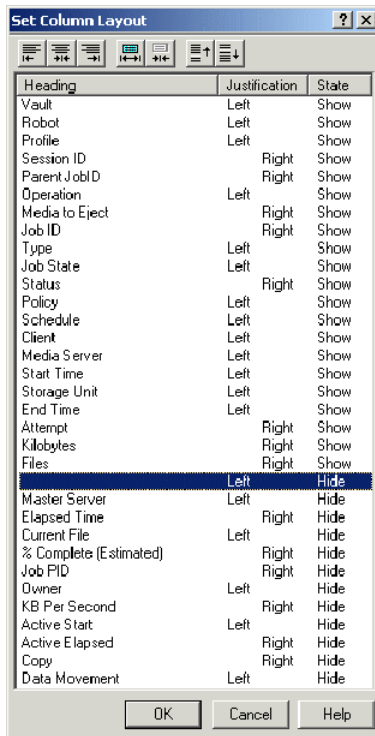 Set Column Layout
Heading Justification State
Vault Left Show
Robot Left Show
Profile Left Show
Session ID Right Show
Parent JobID Right Show
Operation Left Show
Media to Eject Right Show
Job ID Right Show
Type Left Show
Job State Left Show
Status Right Show
Policy Left Show
Schedule Left Show
Client Left Show
Media Server Left Show
Start Time Left Show
Storage Unit Left Show
End Time Left Show
Attempt Right Show
Kilobytes Right Show
Files Right Show
Left Hide
Master Server Left Hide
Elapsed Time Right Hide
Current File Left Hide
% Complete (Estimated) Right Hide
Job PID Right Hide
Owner Left Hide
KB Per Second Right Hide
Active Start Left Hide
Active Elapsed Right Hide
Copy Right Hide
Data Movement Left Hide
OK Cancel Help